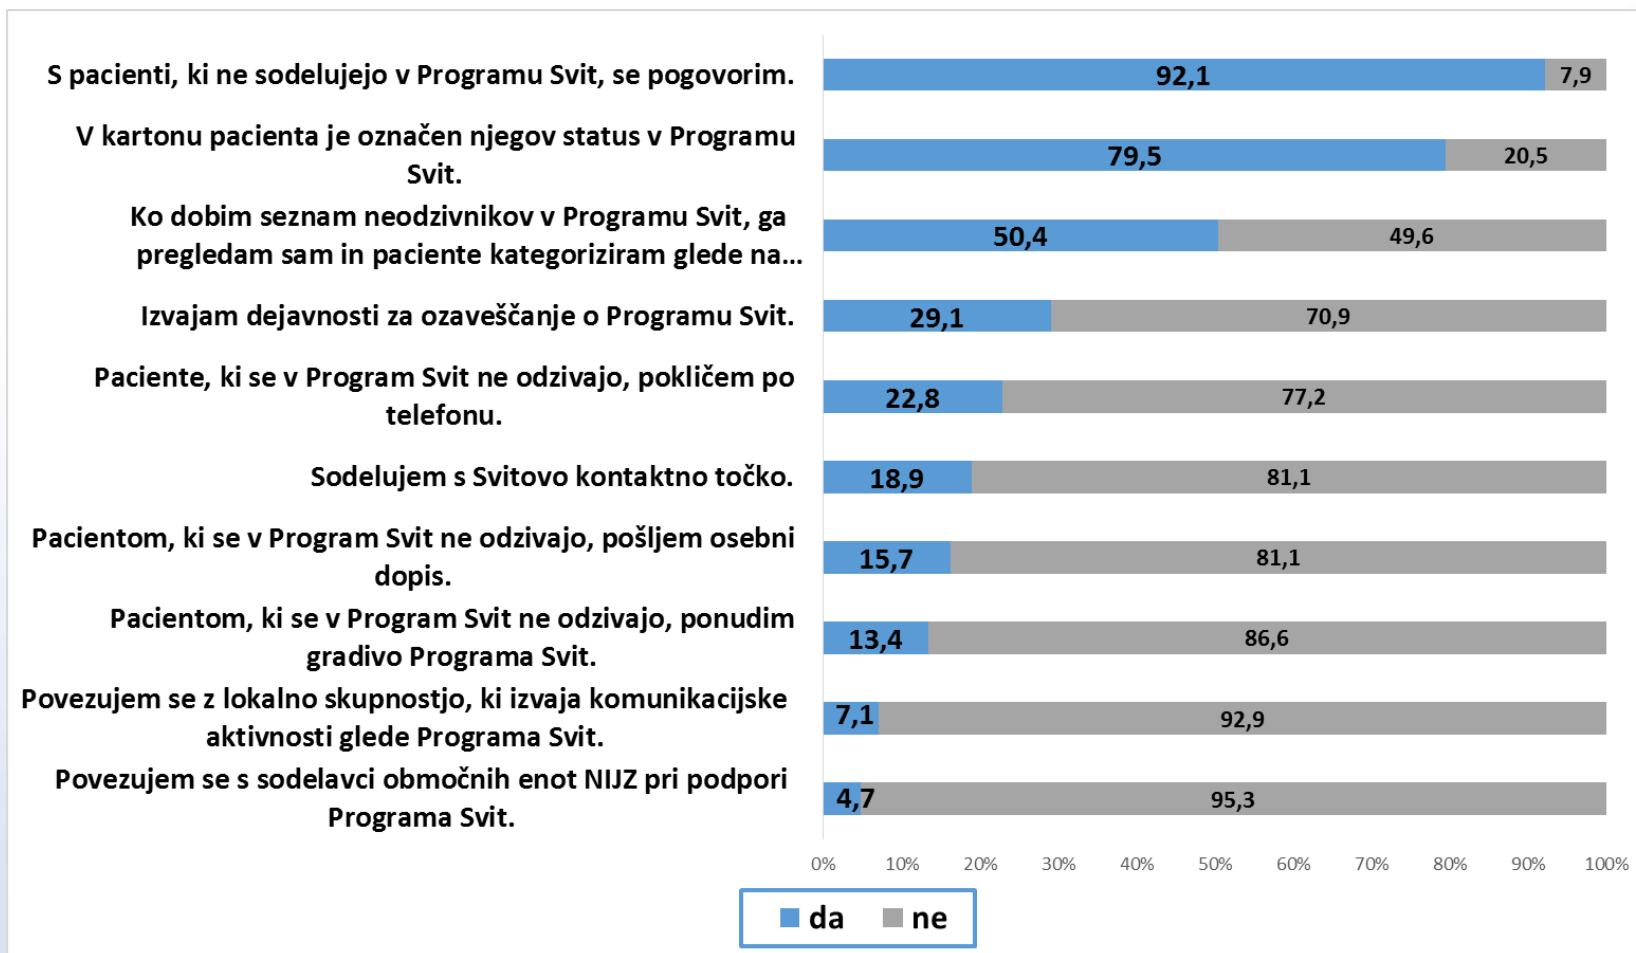 S pacienti, ki ne sodelujejo v Programu Svit, se pogovorim.
92,1
7,9
V kartonu pacienta je označen njegov status v Programu
Svit.
79,5
20,5
Ko dobim seznam neodzivnikov v Programu Svit, ga
pregledam sam in paciente kategoriziram glede na...
50,4
49,6
Izvajam dejavnosti za ozaveščanje o Programu Svit.
29,1
70,9
Paciente, ki se v Program Svit ne odzivajo, pokličem po
telefonu.
22,8
77,2
Sodelujem s Svitovo kontaktno točko.
18,9
81,1
Pacientom, ki se v Program Svit ne odzivajo, pošljem osebni
dopis.
15,7
81,1
Pacientom, ki se v Program Svit ne odzivajo, ponudim
gradivo Programa Svit.
13,4
86,6
Povezujem se z lokalno skupnostjo, ki izvaja komunikacijske
aktivnosti glede Programa Svit.
7,1
92,9
Povezujem se s sodelavci območnih enot NIJZ pri podpori
Programa Svit.
4,7
95,3
0% 10% 20% 30% 40% 50% 60% 70% 80% 90% 100%
da ne